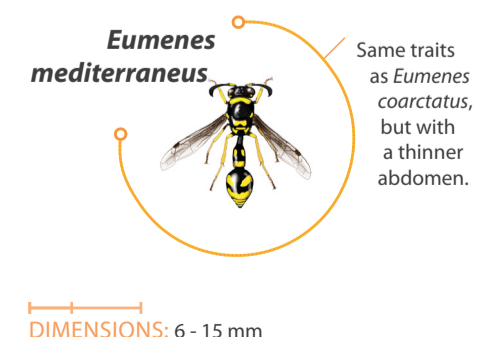 Eumenes
mediterraneus
Same traits
as Eumenes
coarctatus,
but with
a thinner
abdomen.
DIMENSIONS: 6 - 15 mm